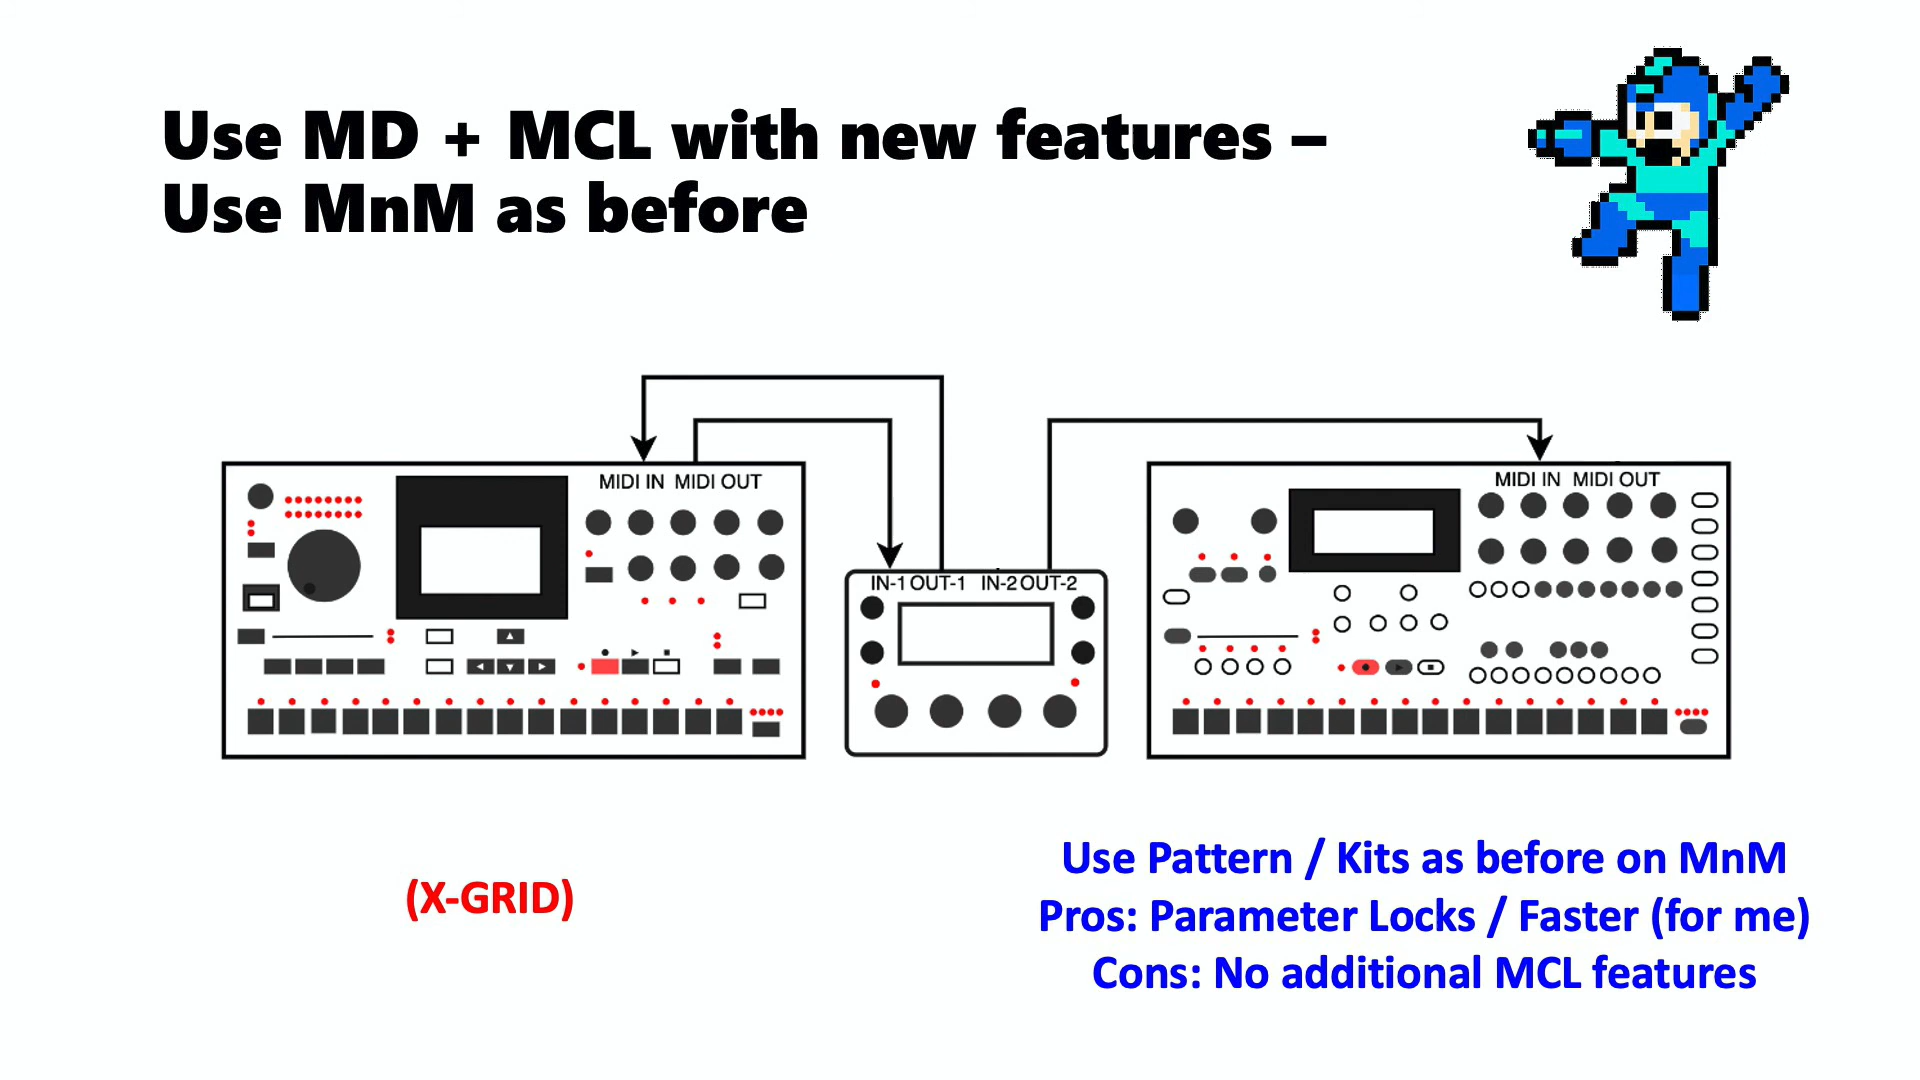 Use MD + MCL with new features –
Use MnM as before
MIDI IN MIDI OUT
IN-1 OUT-1 IN-2 OUT-2
MIDI IN MIDI OUT
(X-GRID)
Use Pattern / Kits as before on MnM
Pros: Parameter Locks / Faster (for me)
Cons: No additional MCL features